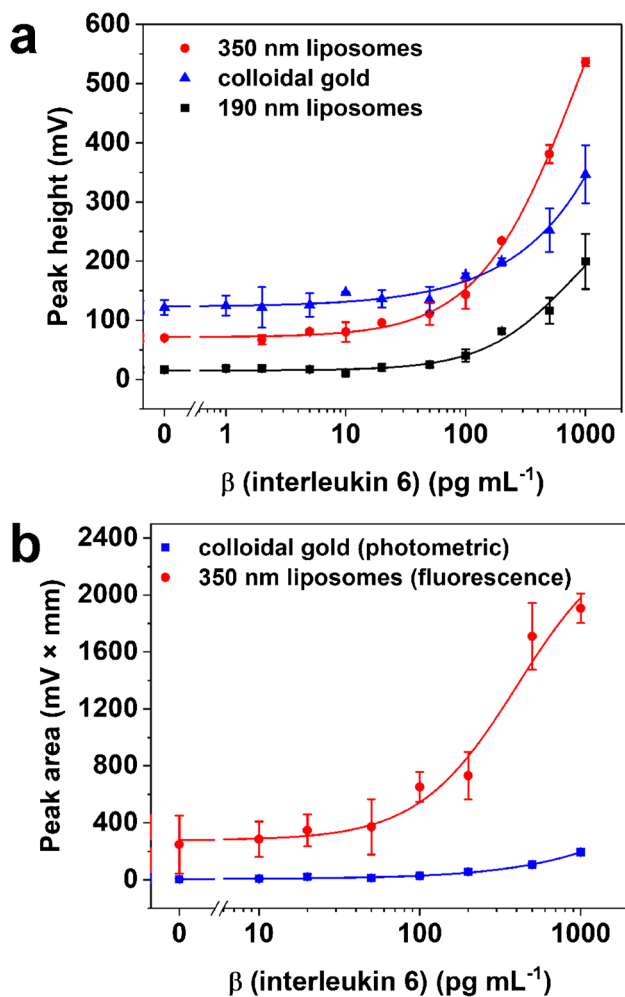 a
350 nm liposomes
colloidal gold
190 nm liposomes
Peak height (mV)
600
500
400
300
200
100
0
0 1 10 100 1000
β (interleukin 6) (pg mL⁻¹)
b
colloidal gold (photometric)
350 nm liposomes (fluorescence)
Peak area (mV × mm)
2400
2000
1600
1200
800
400
0
0 10 100 1000
β (interleukin 6) (pg mL⁻¹)